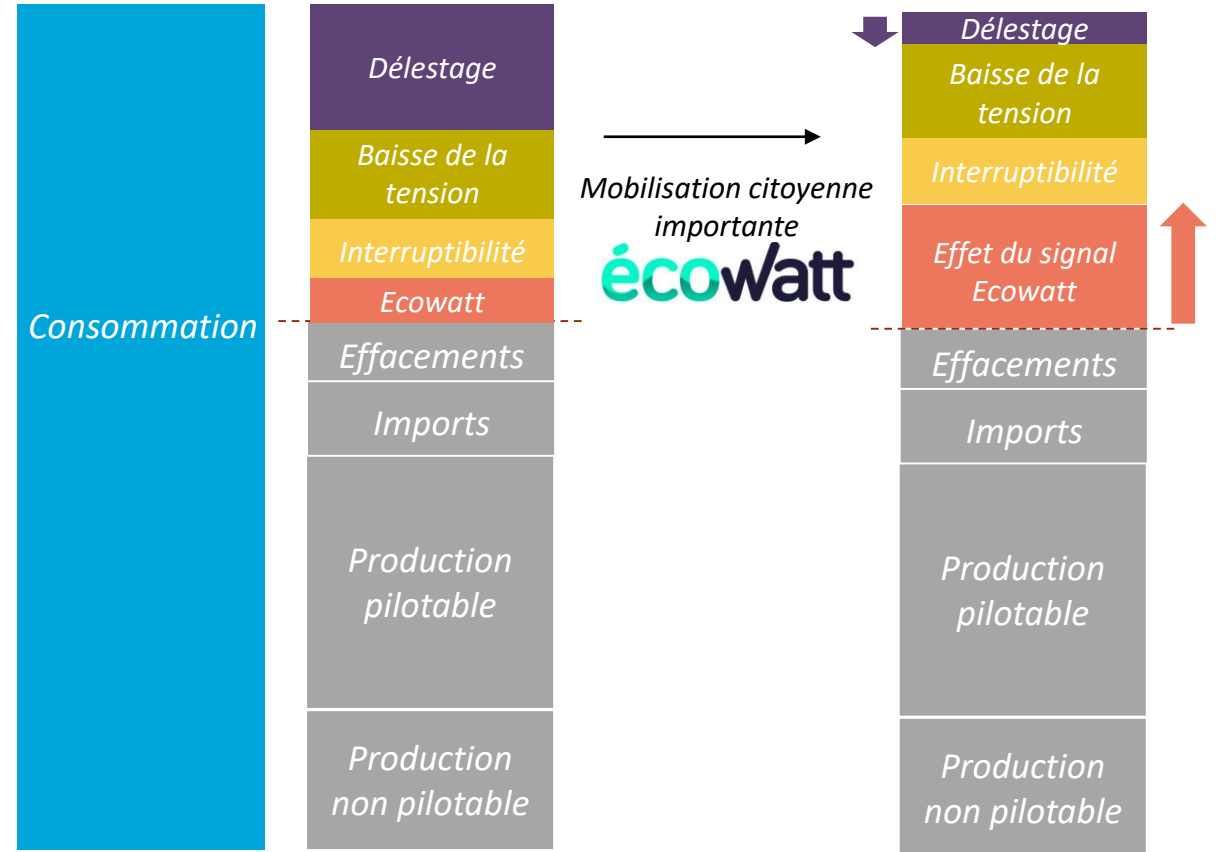 Consommation
Délestage
Baisse de la
tension
Interruptibilité
Ecowatt
Effacements
Imports
Production
pilotable
Production
non pilotable
Mobilisation citoyenne
importante
écowatt
Délestage
Baisse de la
tension
Interruptibilité
Effet du signal
Ecowatt
Effacements
Imports
Production
pilotable
Production
non pilotable